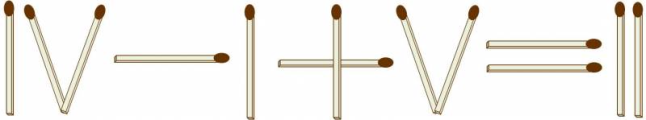 IV - I + V = II